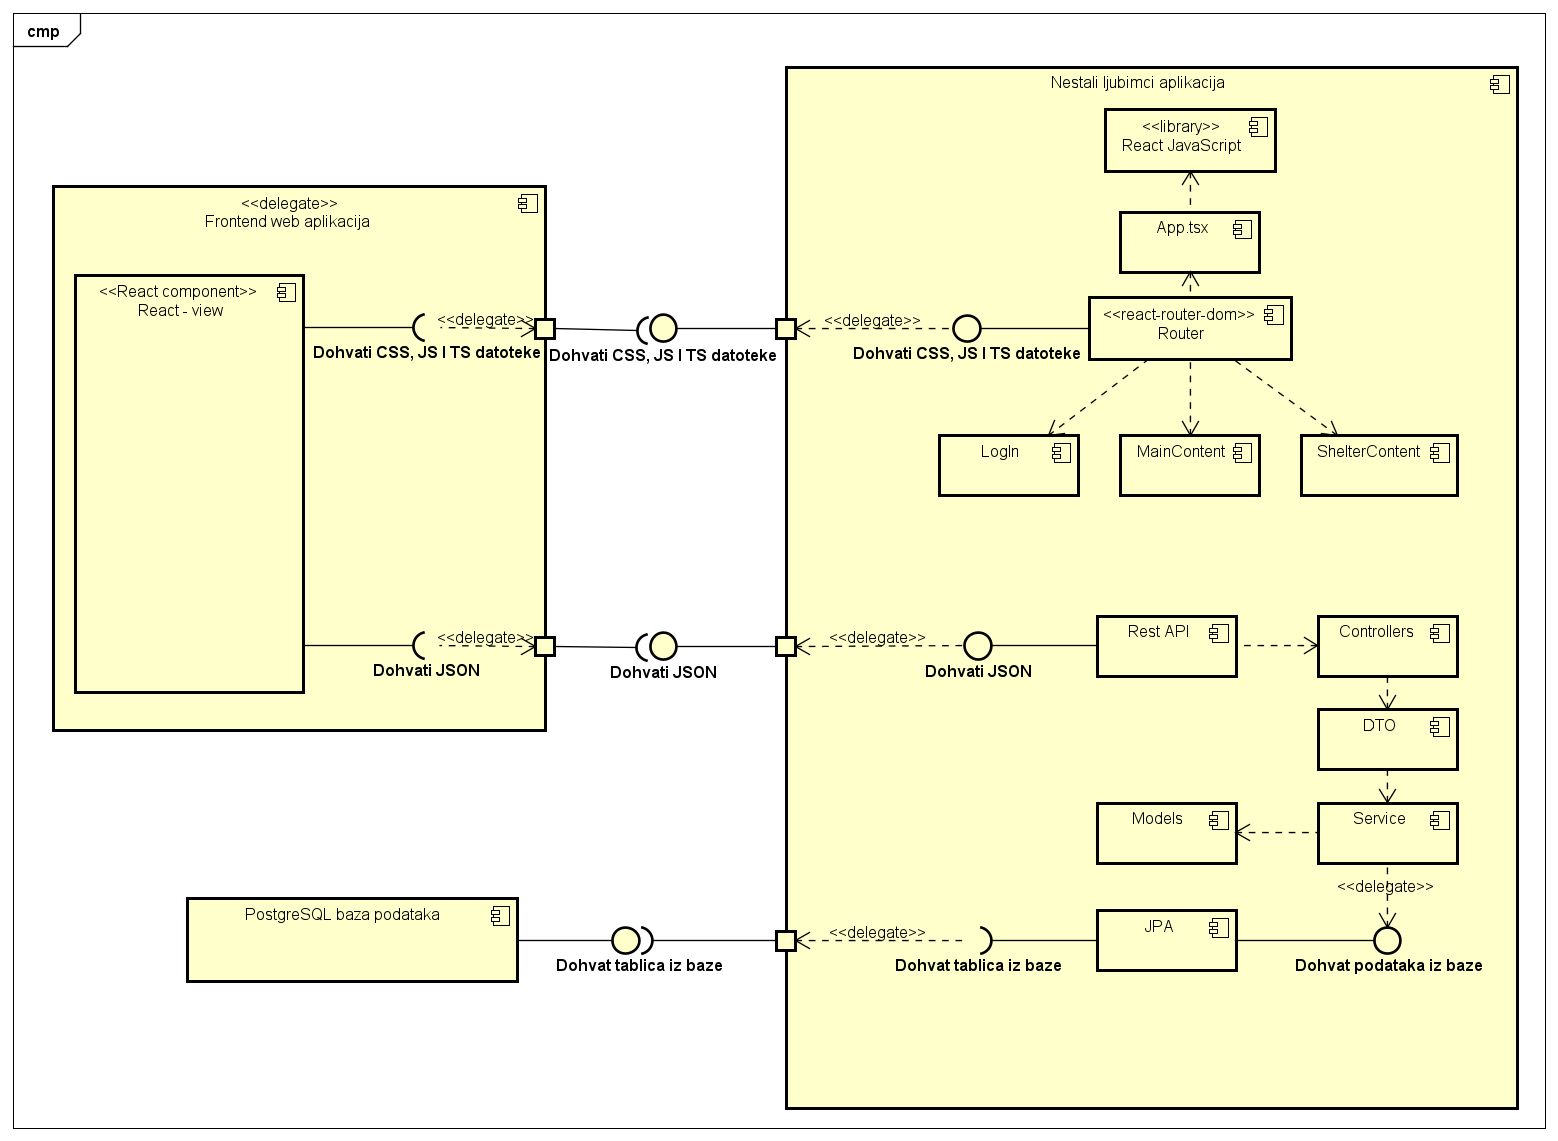 cmp
Nestali ljubimci aplikacija
<<library>>
React JavaScript
App.tsx
<<react-router-dom>>
Router
LogIn
MainContent
ShelterContent
<<delegate>>
Frontend web aplikacija
<<React component>>
React - view
<<delegate>>
Dohvati CSS, JS I TS datoteke
Dohvati CSS, JS I TS datoteke
<<delegate>>
Dohvati CSS, JS I TS datoteke
<<delegate>>
Dohvati JSON
Dohvati JSON
<<delegate>>
Dohvati JSON
Rest API
Controllers
DTO
Models
Service
<<delegate>>
PostgreSQL baza podataka
Dohvat tablica iz baze
<<delegate>>
Dohvat tablica iz baze
JPA
Dohvat podataka iz baze